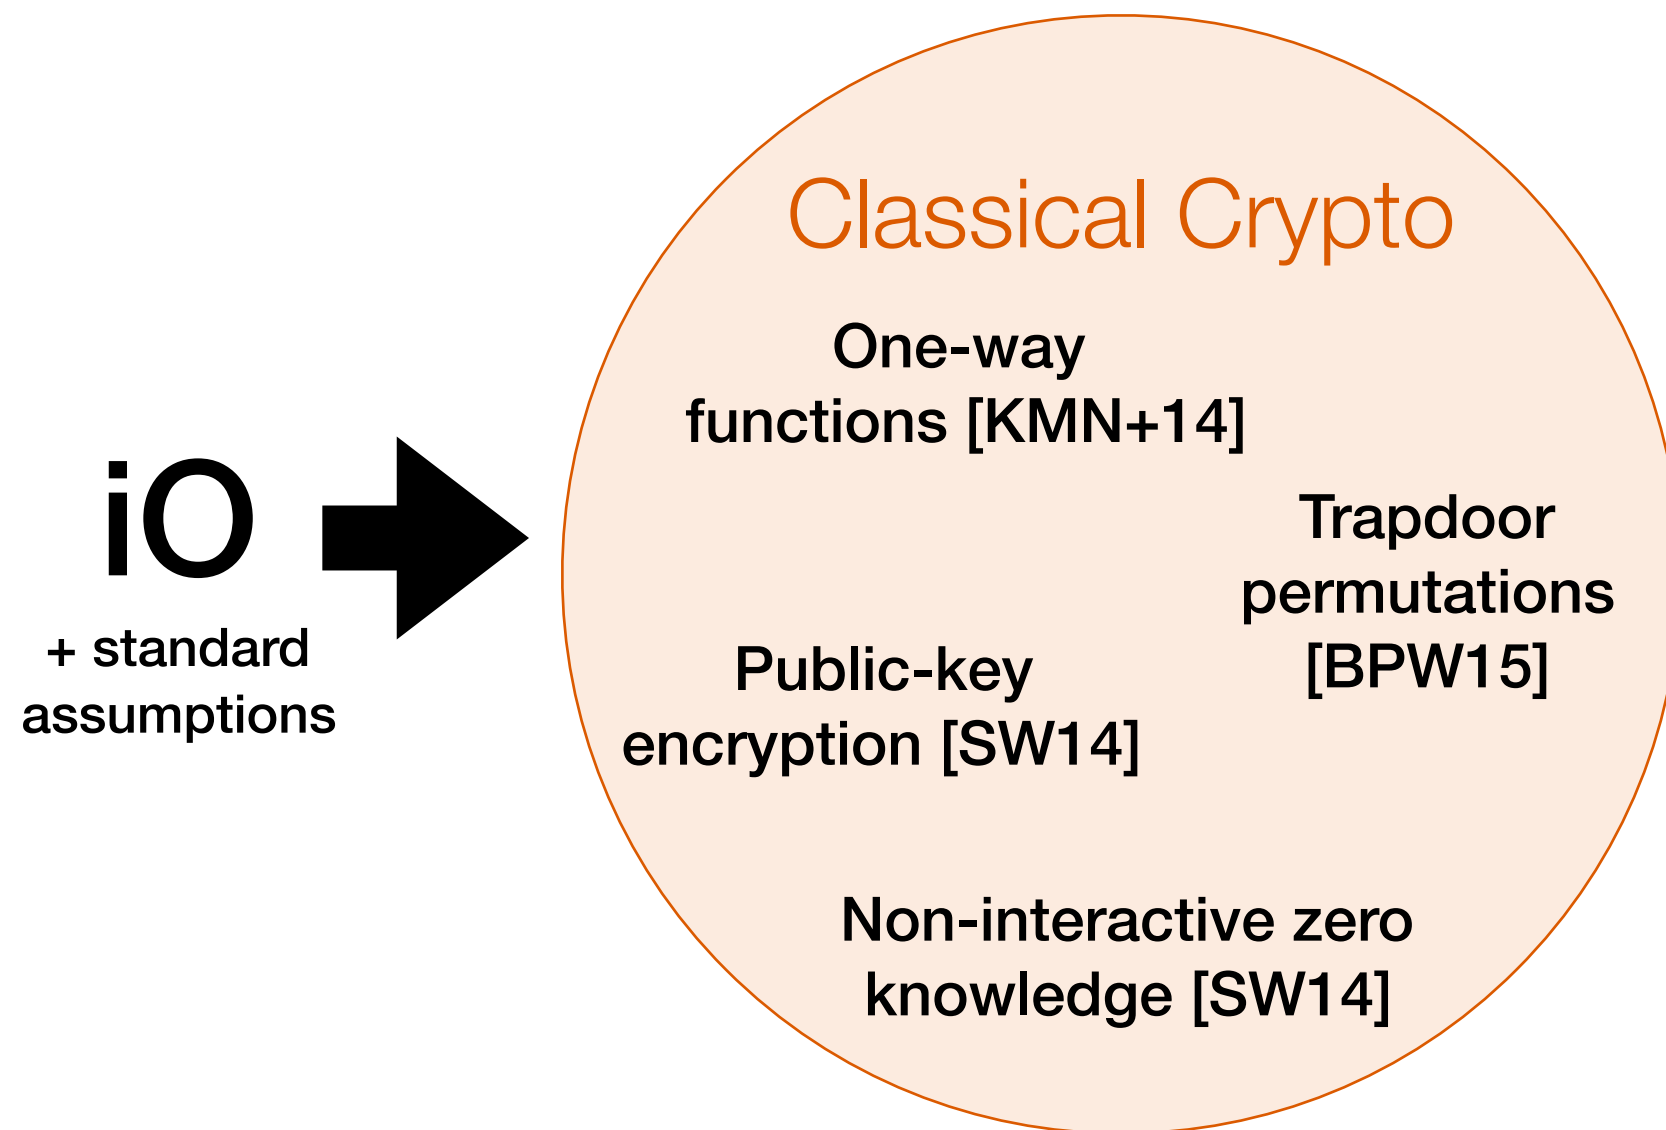 iO
+ standard
assumptions
Classical Crypto
One-way
functions [KMN+14]
Trapdoor
permutations
[BPW15]
Public-key
encryption [SW14]
Non-interactive zero
knowledge [SW14]